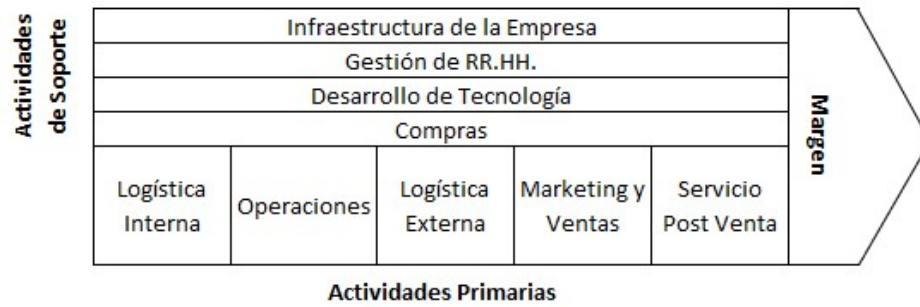 Actividades
de Soporte
Infraestructura de la Empresa
Gestión de RR.HH.
Desarrollo de Tecnología
Compras
Logística
Interna
Operaciones
Logística
Externa
Marketing y
Ventas
Servicio
Post Venta
Margen
Actividades Primarias